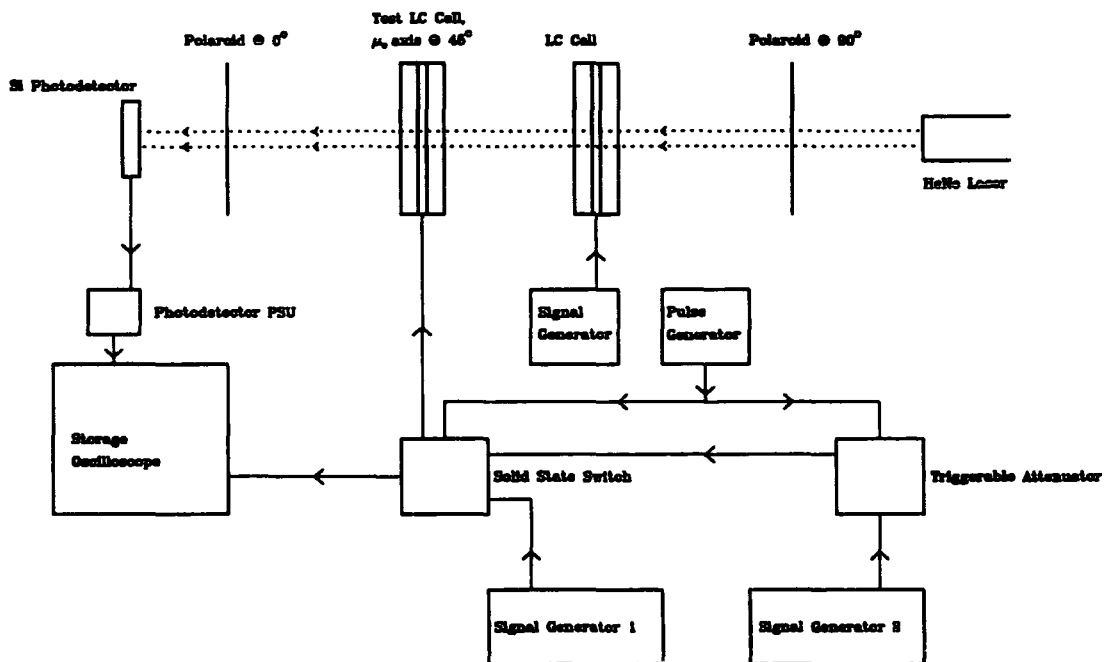 Test LC Cell,
μₑ axis @ 45°
Polaroid @ 0°
LC Cell
Polaroid @ 90°
Si Photodetector
HeNe Laser
Photodetector PSU
Signal
Generator
Pulse
Generator
Storage
Oscilloscope
Solid State Switch
Triggerable Attenuator
Signal Generator 1
Signal Generator 2